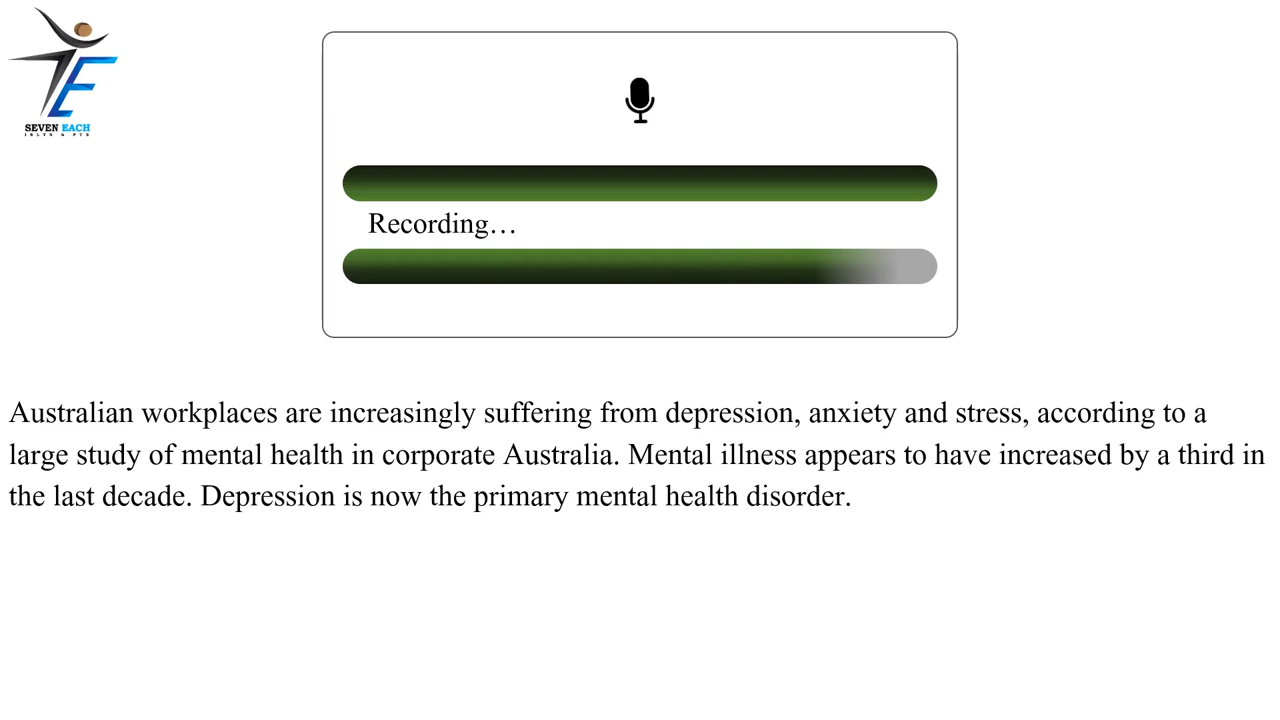 SEVEN EACH
IELTS & PTE
Recording…
Australian workplaces are increasingly suffering from depression, anxiety and stress, according to a
large study of mental health in corporate Australia. Mental illness appears to have increased by a third in
the last decade. Depression is now the primary mental health disorder.